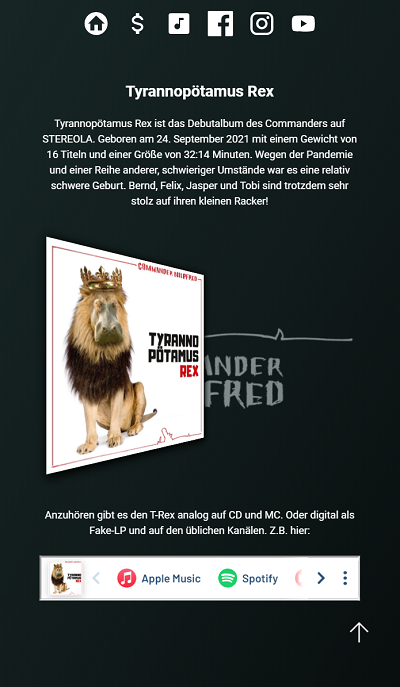 Tyrannopötamus Rex
Tyrannopötamus Rex ist das Debutalbum des Commanders auf
STEREOLA. Geboren am 24. September 2021 mit einem Gewicht von
16 Titeln und einer Größe von 32:14 Minuten. Wegen der Pandemie
und einer Reihe anderer, schwieriger Umstände war es eine relativ
schwere Geburt. Bernd, Felix, Jasper und Tobi sind trotzdem sehr
stolz auf ihren kleinen Racker!
COMMANDER NILPFRED
TYRANNO
PÖTAMUS
REX
ANDER
FRED
Anzuhören gibt es den T-Rex analog auf CD und MC. Oder digital als
Fake-LP und auf den üblichen Kanälen. Z.B. hier:
Apple Music
Spotify